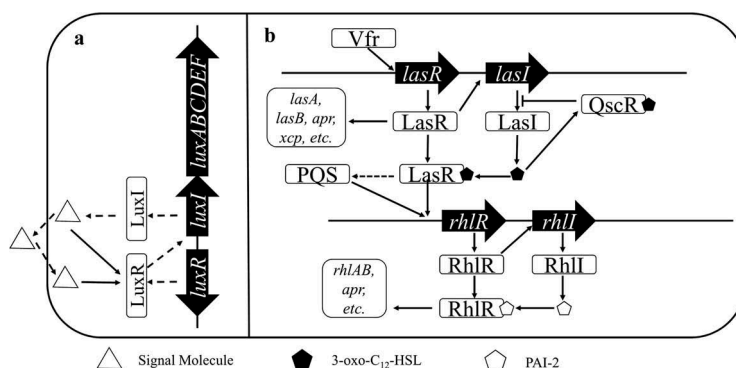 a
luxABCDEF
luxI
luxR
LuxI
LuxR
b
Vfr
lasR
lasI
lasA,
lasB, apr,
xcp, etc.
LasR
LasI
QscR
PQS
LasR
rhlR
rhlI
rhlAB,
apr,
etc.
RhlR
RhlI
RhlR
Signal Molecule
3-oxo-C₁₂-HSL
PAI-2